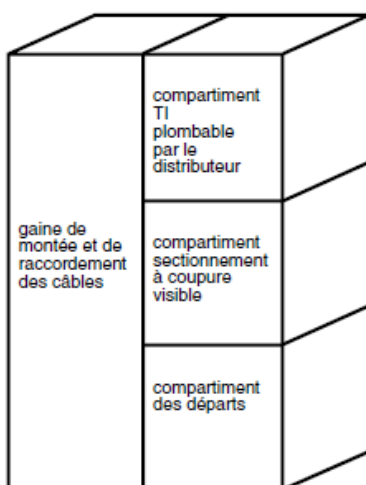 gaine de
montée et de
raccordement
des câbles
compartiment
TI
plombable
par le
distributeur
compartiment
sectionnement
à coupure
visible
compartiment
des départs